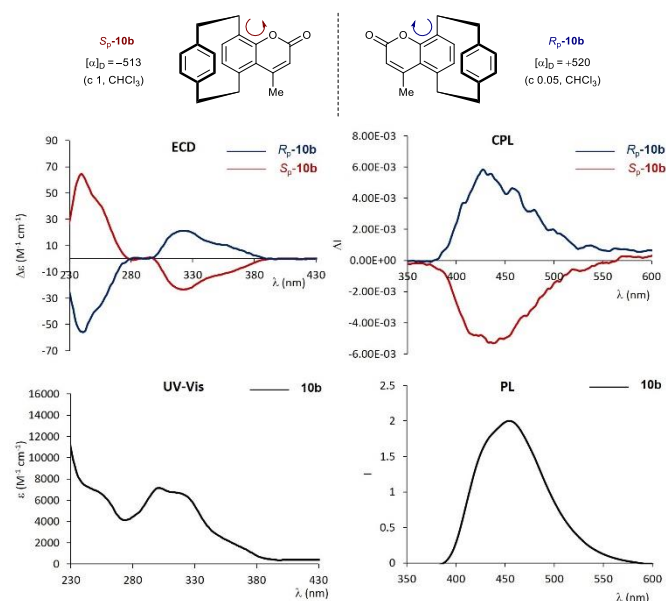 Sp-10b
[α]D = –513
(c 1, CHCl3)
O
O
Me
O
O
Me
Rp-10b
[α]D = +520
(c 0.05, CHCl3)
ECD
Rp-10b
Sp-10b
Δε [M-1 cm-1)
90
70
50
30
10
-10
-30
-50
-70
230
280
330
380
430
λ (nm)
CPL
Rp-10b
Sp-10b
ΔI
8.00E-03
6.00E-03
4.00E-03
2.00E-03
0.00E+00
-2.00E-03
-4.00E-03
-6.00E-03
350
400
450
500
550
600
λ (nm)
UV-Vis
10b
ε (M-1 cm-1)
16000
14000
12000
10000
8000
6000
4000
2000
0
230
280
330
380
430
λ (nm)
PL
10b
I
2.5
2
1.5
1
0.5
0
350
400
450
500
550
600
λ (nm)